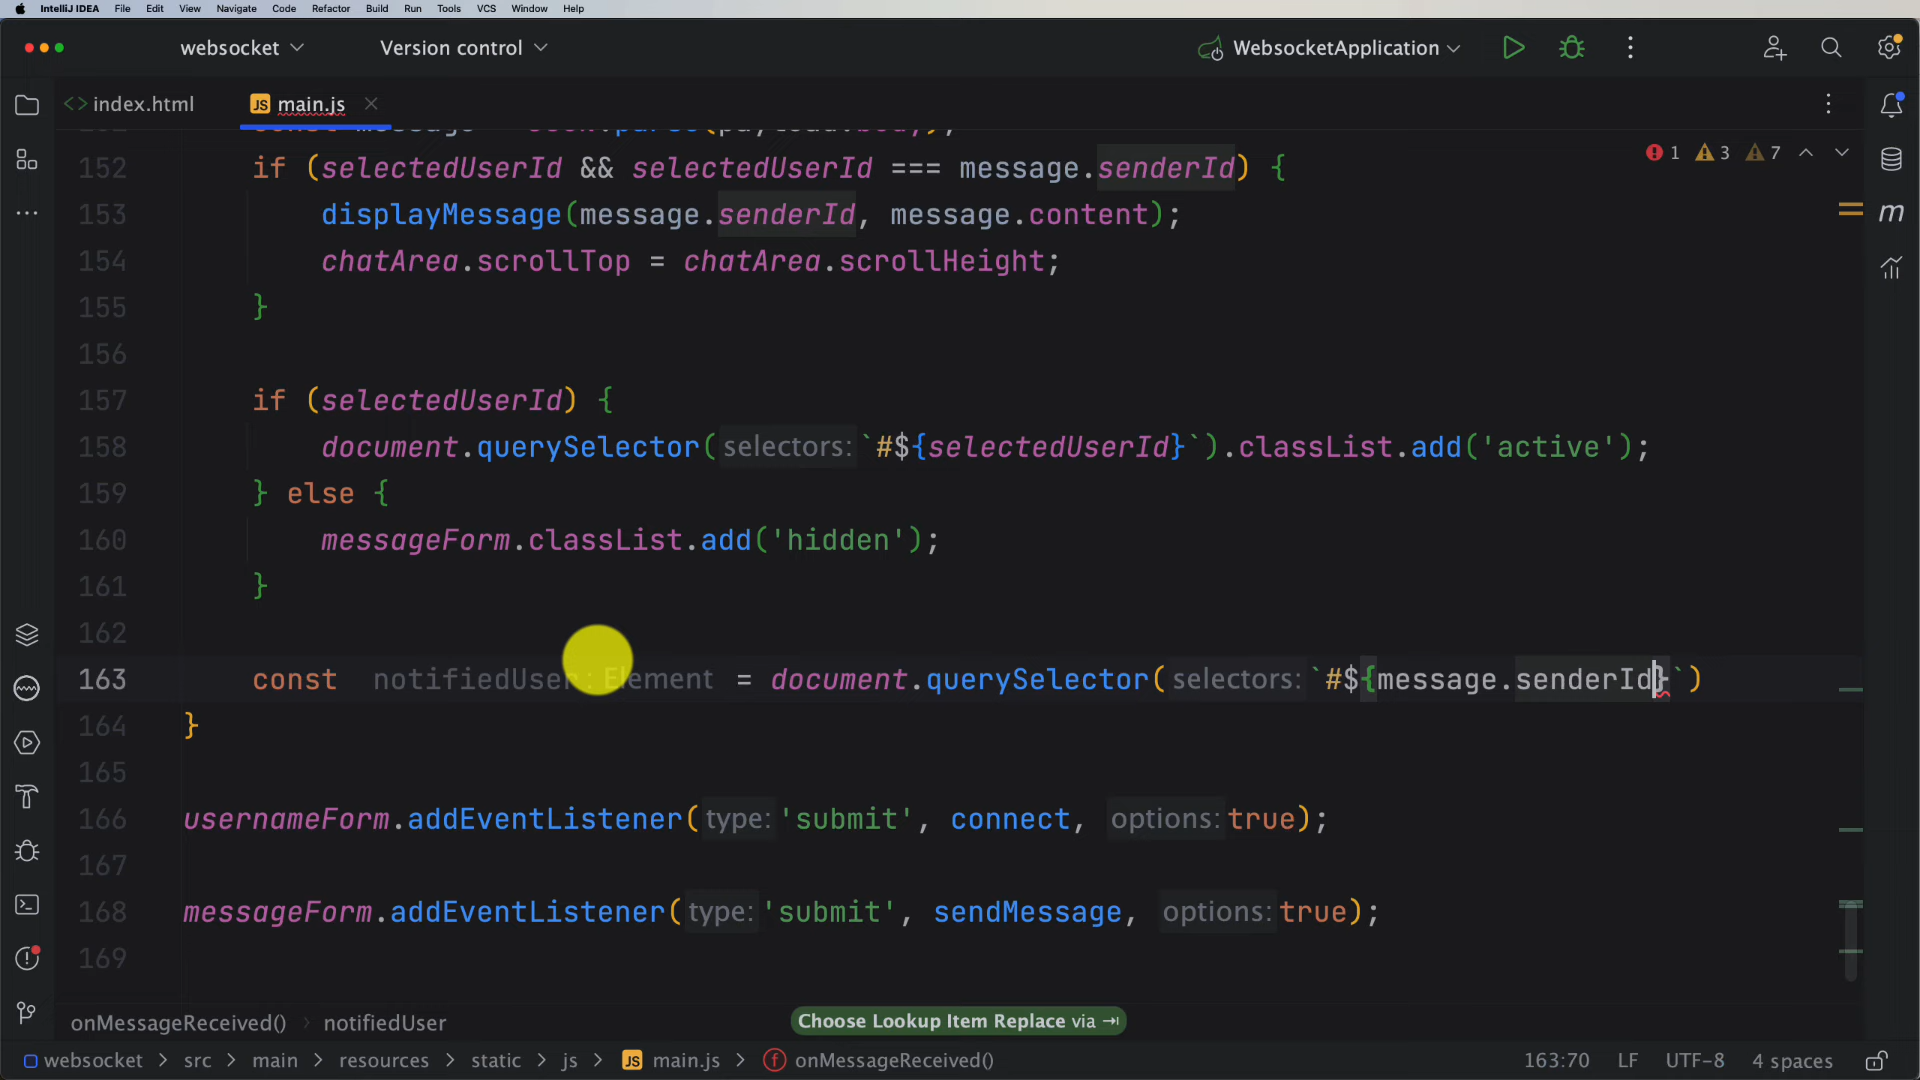 IntelliJ IDEA File Edit View Navigate Code Refactor Build Run Tools VCS Window Help
websocket Version control WebsocketApplication
index.html JS main.js
152 if (selectedUserId && selectedUserId === message.senderId) {
1 3 7
153 displayMessage(message.senderId, message.content);
154 chatArea.scrollTop = chatArea.scrollHeight;
155 }
156
157 if (selectedUserId) {
158 document.querySelector( selectors: `#${selectedUserId}`).classList.add('active');
159 } else {
160 messageForm.classList.add('hidden');
161 }
162
163 const notifiedUser : Element = document.querySelector( selectors: `#${message.senderId}`)
164 }
165
166 usernameForm.addEventListener( type: 'submit', connect, options: true);
167
168 messageForm.addEventListener( type: 'submit', sendMessage, options: true);
169
onMessageReceived() › notifiedUser
Choose Lookup Item Replace via ⇥
websocket > src > main > resources > static > js > JS main.js > f onMessageReceived() 163:70 LF UTF-8 4 spaces